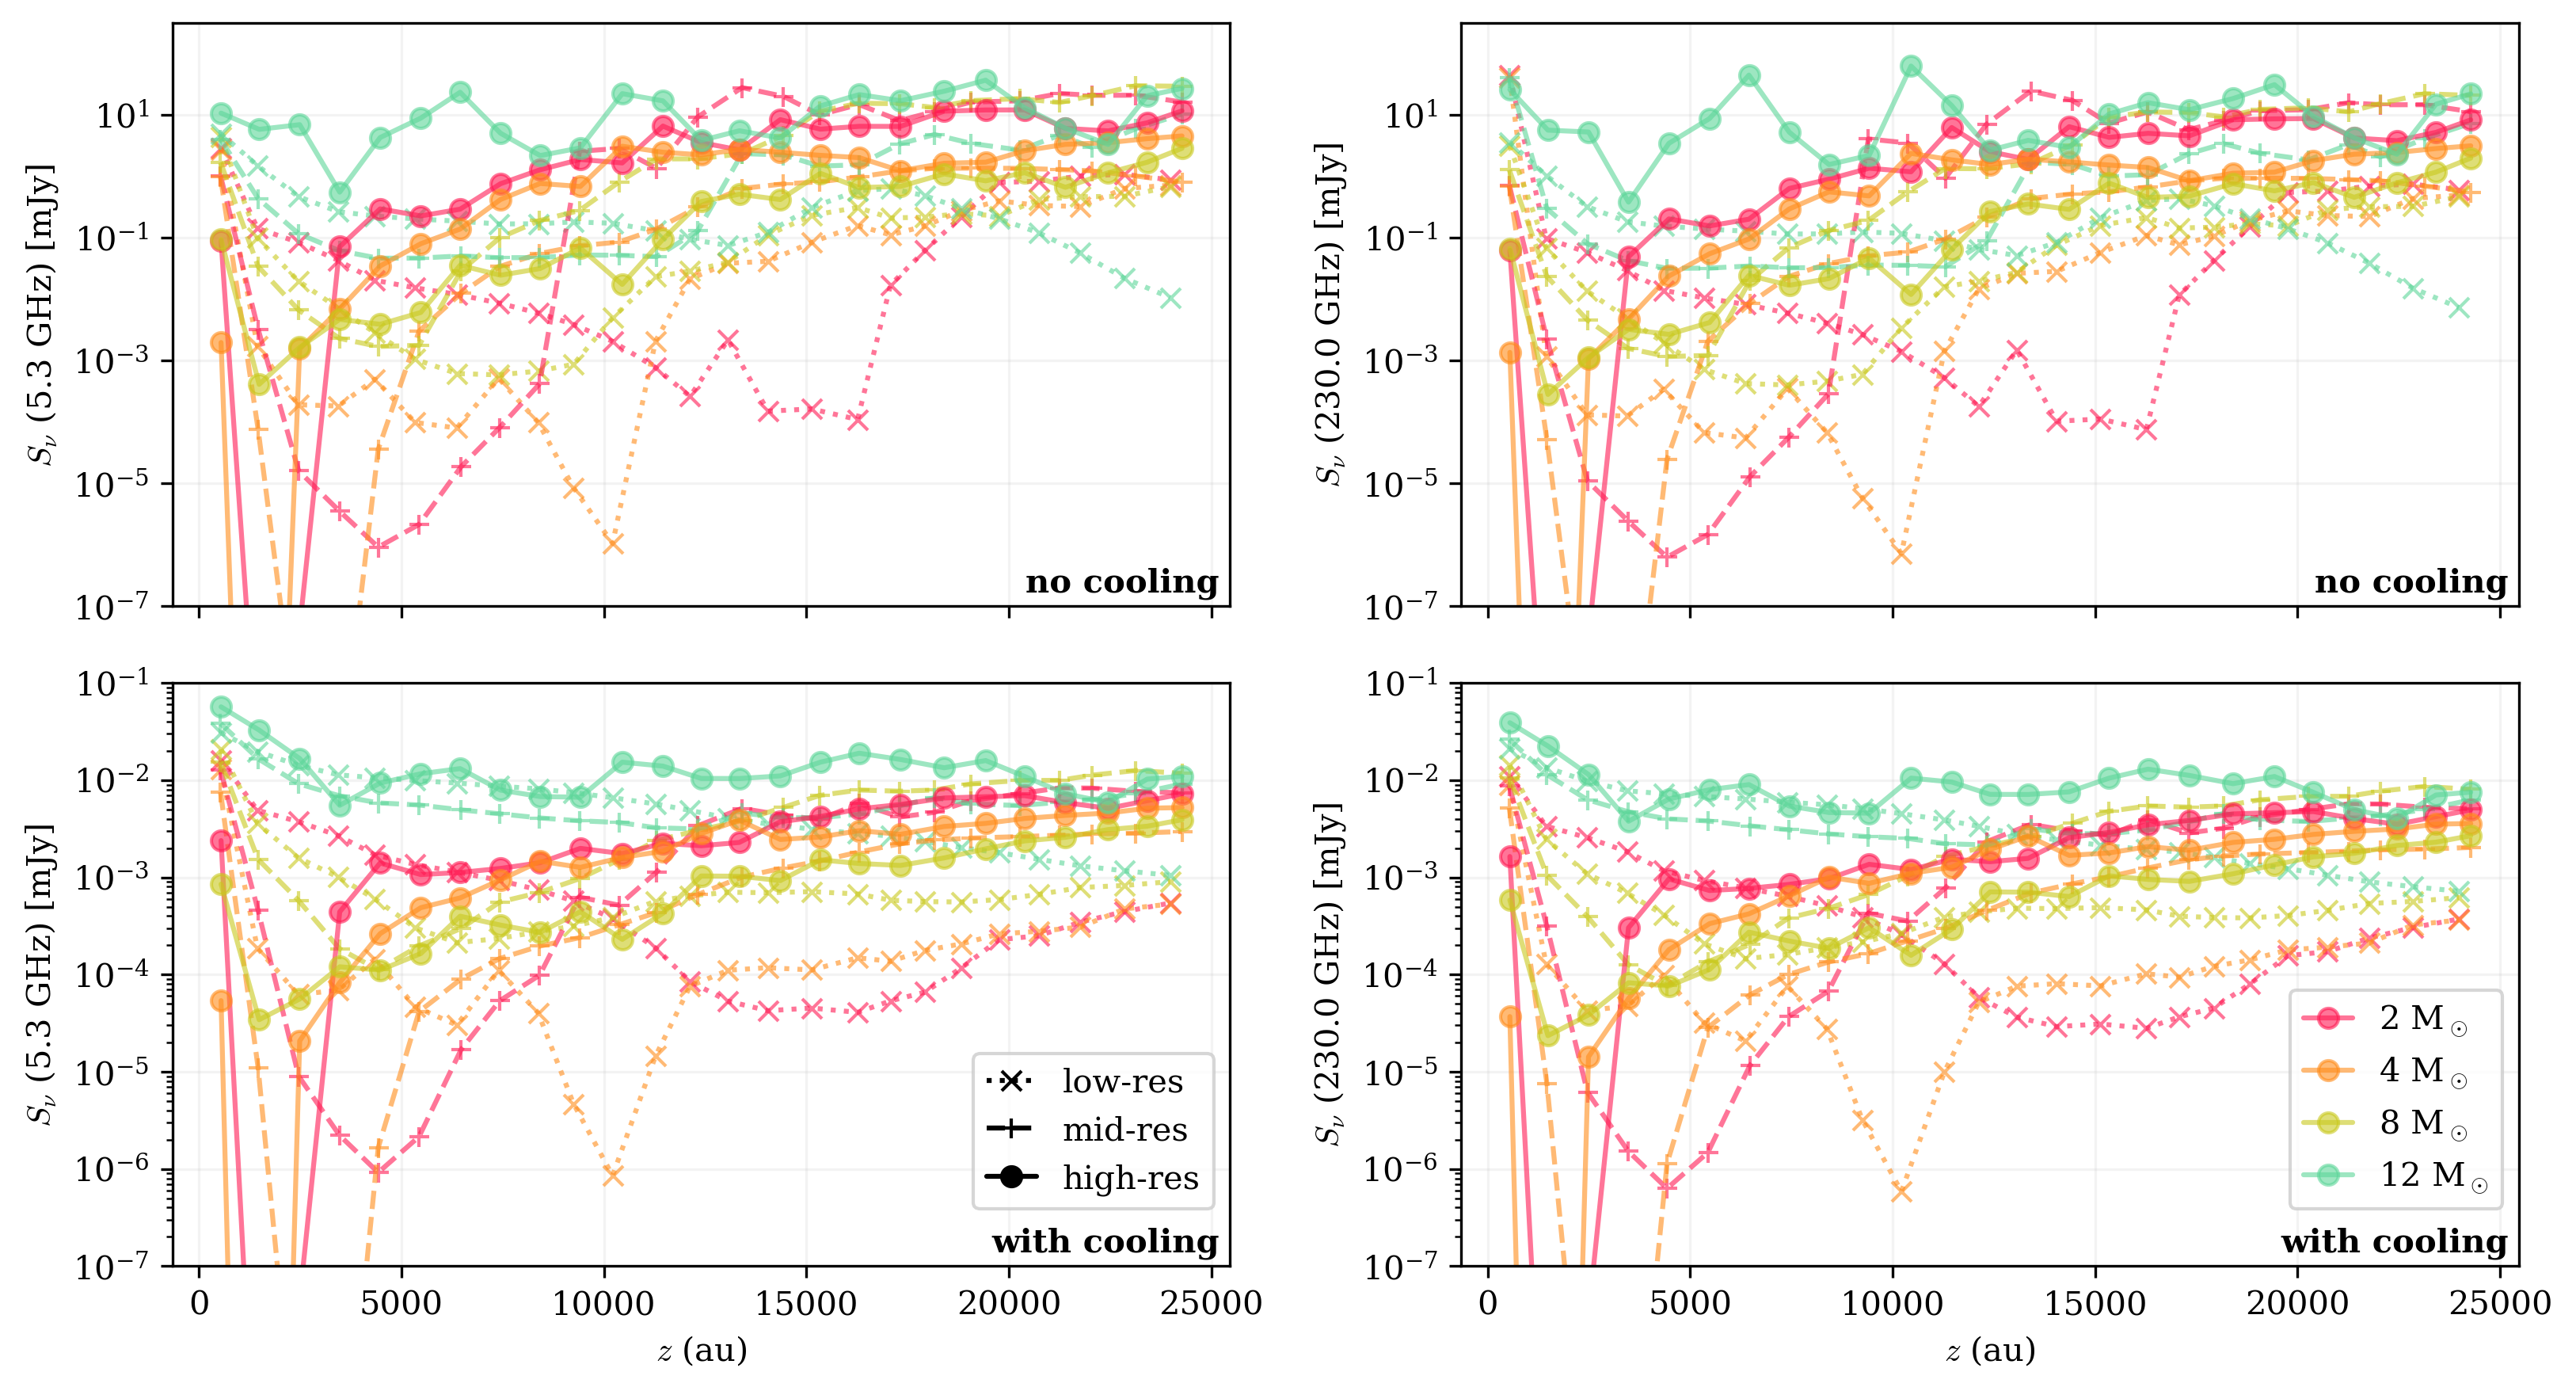 S_ν (5.3 GHz) [mJy]
10^1
10^-1
10^-3
10^-5
10^-7
no cooling
S_ν (230.0 GHz) [mJy]
10^1
10^-1
10^-3
10^-5
10^-7
no cooling
S_ν (5.3 GHz) [mJy]
10^-1
10^-2
10^-3
10^-4
10^-5
10^-6
10^-7
low-res
mid-res
high-res
with cooling
0 5000 10000 15000 20000 25000
z (au)
S_ν (230.0 GHz) [mJy]
10^-1
10^-2
10^-3
10^-4
10^-5
10^-6
10^-7
2 M_⊙
4 M_⊙
8 M_⊙
12 M_⊙
with cooling
0 5000 10000 15000 20000 25000
z (au)